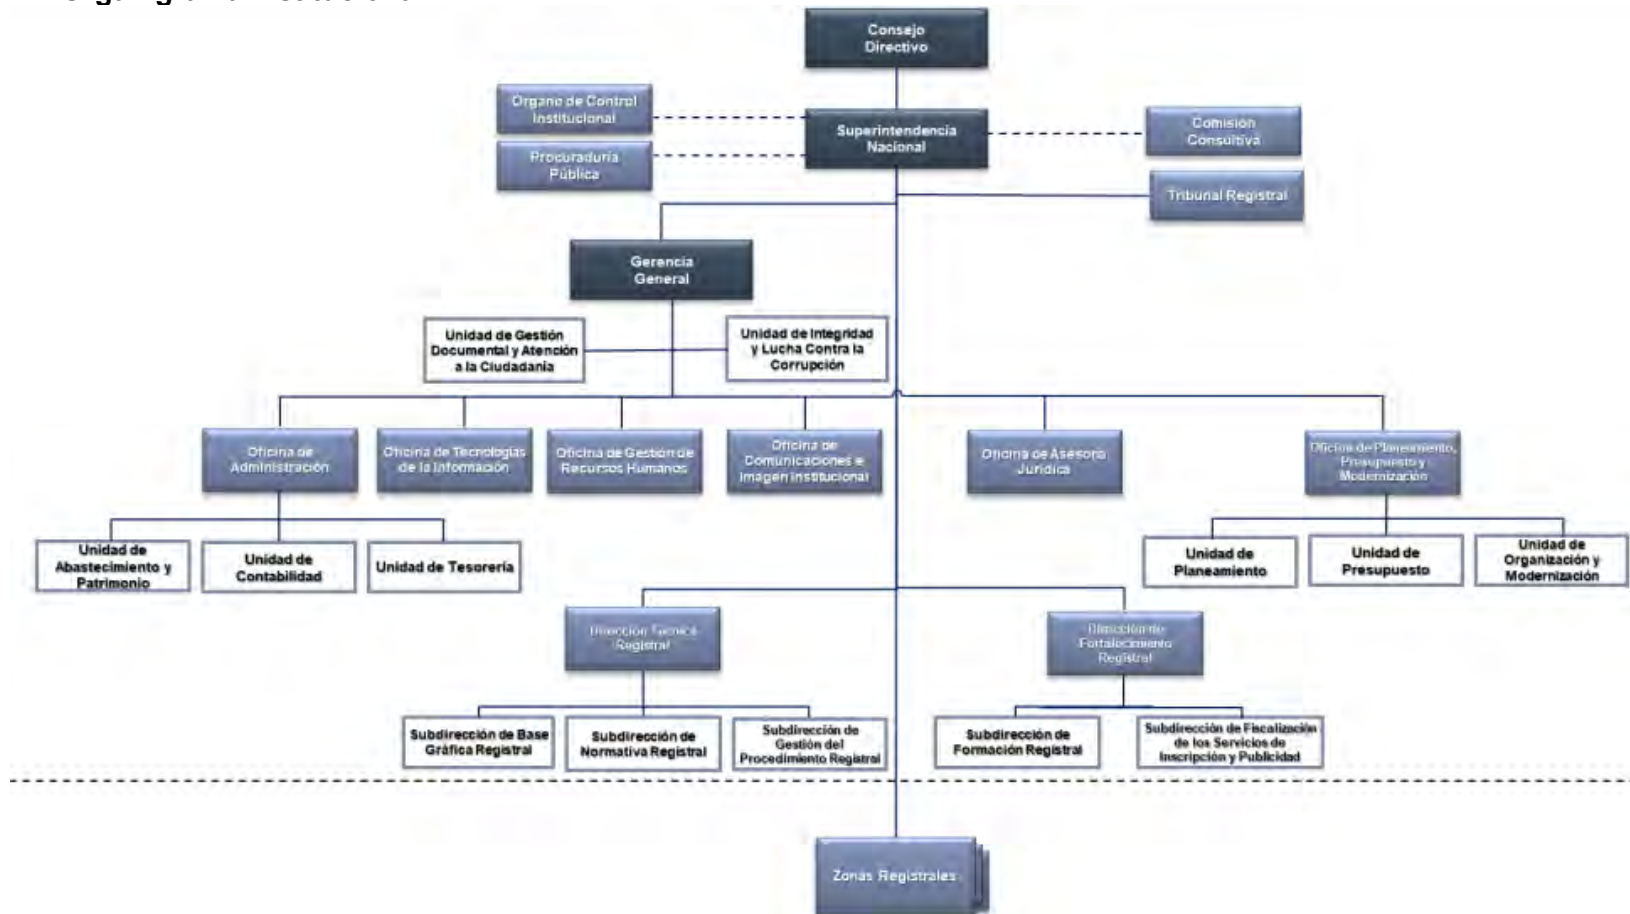 Consejo
Directivo
Organo de Control
Institucional
Superintendencia
Nacional
Comisión
Consultiva
Procuraduría
Pública
Tribunal Registral
Gerencia
General
Unidad de Gestión
Documental y Atención
a la Ciudadanía
Unidad de Integridad
y Lucha Contra la
Corrupción
Oficina de
Administración
Oficina de Tecnologías
de la Información
Oficina de Gestión de
Recursos Humanos
Oficina de
Comunicaciones e
Imagen Institucional
Oficina de Asesoria
Jurídica
Oficina de Planeamiento,
Presupuesto y
Modernización
Unidad de
Abastecimiento y
Patrimonio
Unidad de
Contabilidad
Unidad de Tesorería
Unidad de
Planeamiento
Unidad de
Presupuesto
Unidad de
Organización y
Modernización
Dirección Técnica
Registral
Dirección de
Fortalecimiento
Registral
Subdirección de Base
Gráfica Registral
Subdirección de
Normativa Registral
Subdirección de
Gestión del
Procedimiento Registral
Subdirección de
Formación Registral
Subdirección de Fiscalización
de los Servicios de
Inscripción y Publicidad
Zonas Registrales